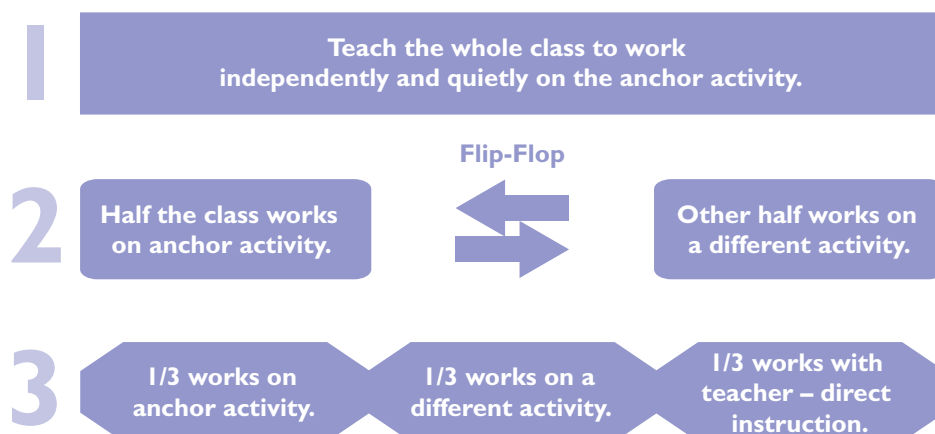 1
Teach the whole class to work
independently and quietly on the anchor activity.
Flip-Flop
2
Half the class works
on anchor activity.
Other half works on
a different activity.
3
1/3 works on
anchor activity.
1/3 works on a
different activity.
1/3 works with
teacher – direct
instruction.